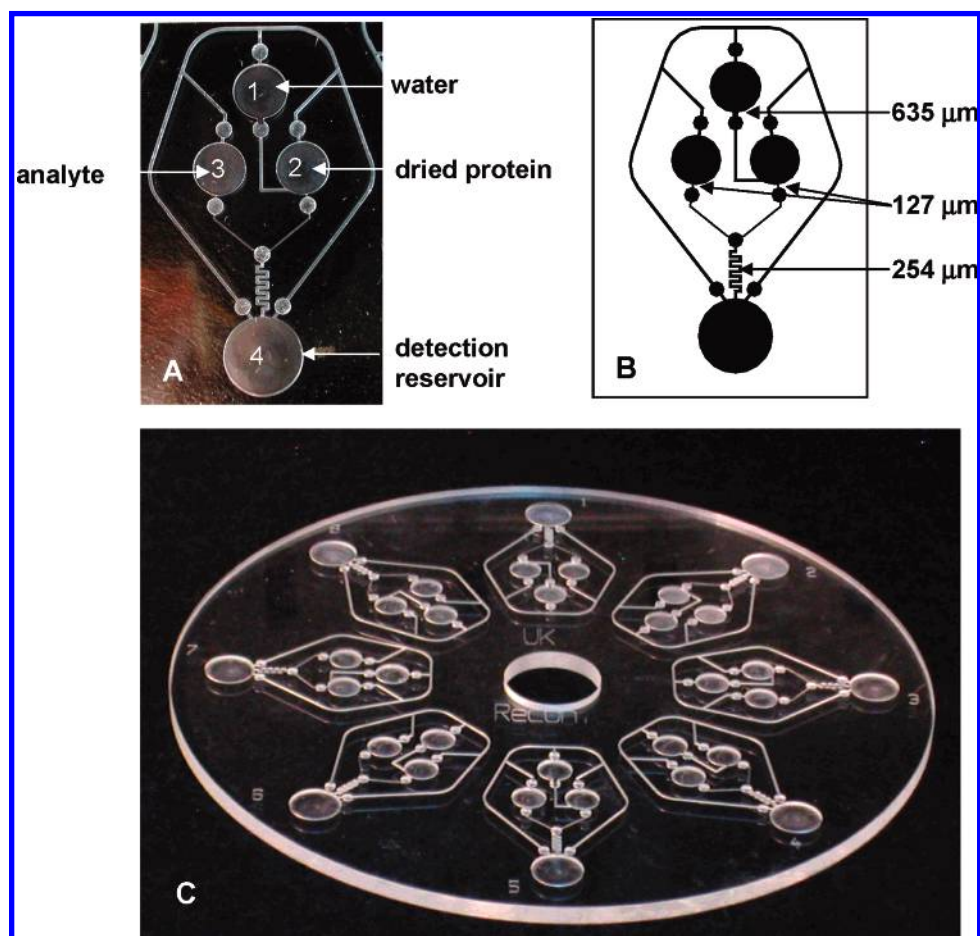 1
water
3
2
analyte
dried protein
4
detection
reservoir
A
635 μm
127 μm
254 μm
B
1
8
2
UK
7
3
Recon.
6
4
5
C